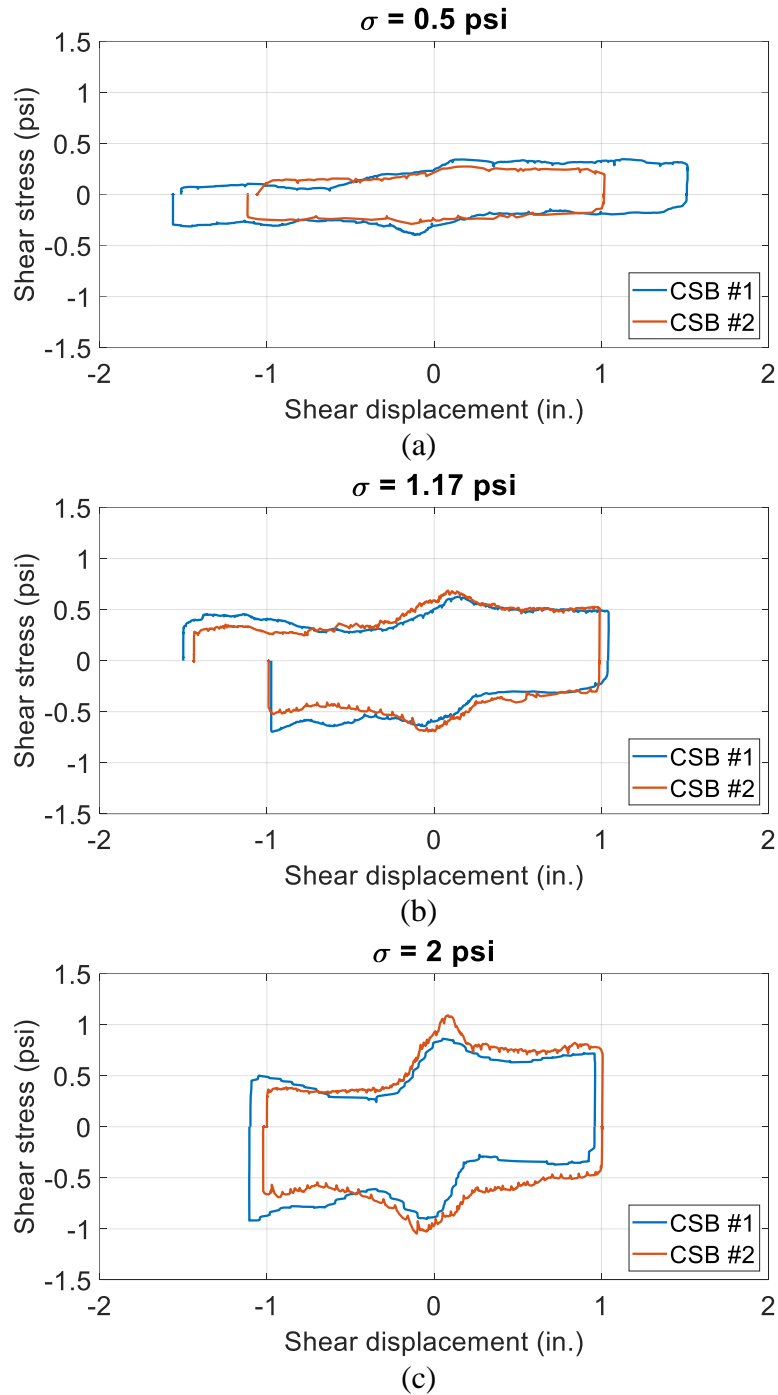 σ = 0.5 psi
1.5
1
0.5
0
-0.5
-1
-1.5
Shear stress (psi)
CSB #1
CSB #2
-2 -1 0 1 2
Shear displacement (in.)
(a)
σ = 1.17 psi
1.5
1
0.5
0
-0.5
-1
-1.5
Shear stress (psi)
CSB #1
CSB #2
-2 -1 0 1 2
Shear displacement (in.)
(b)
σ = 2 psi
1.5
1
0.5
0
-0.5
-1
-1.5
Shear stress (psi)
CSB #1
CSB #2
-2 -1 0 1 2
Shear displacement (in.)
(c)